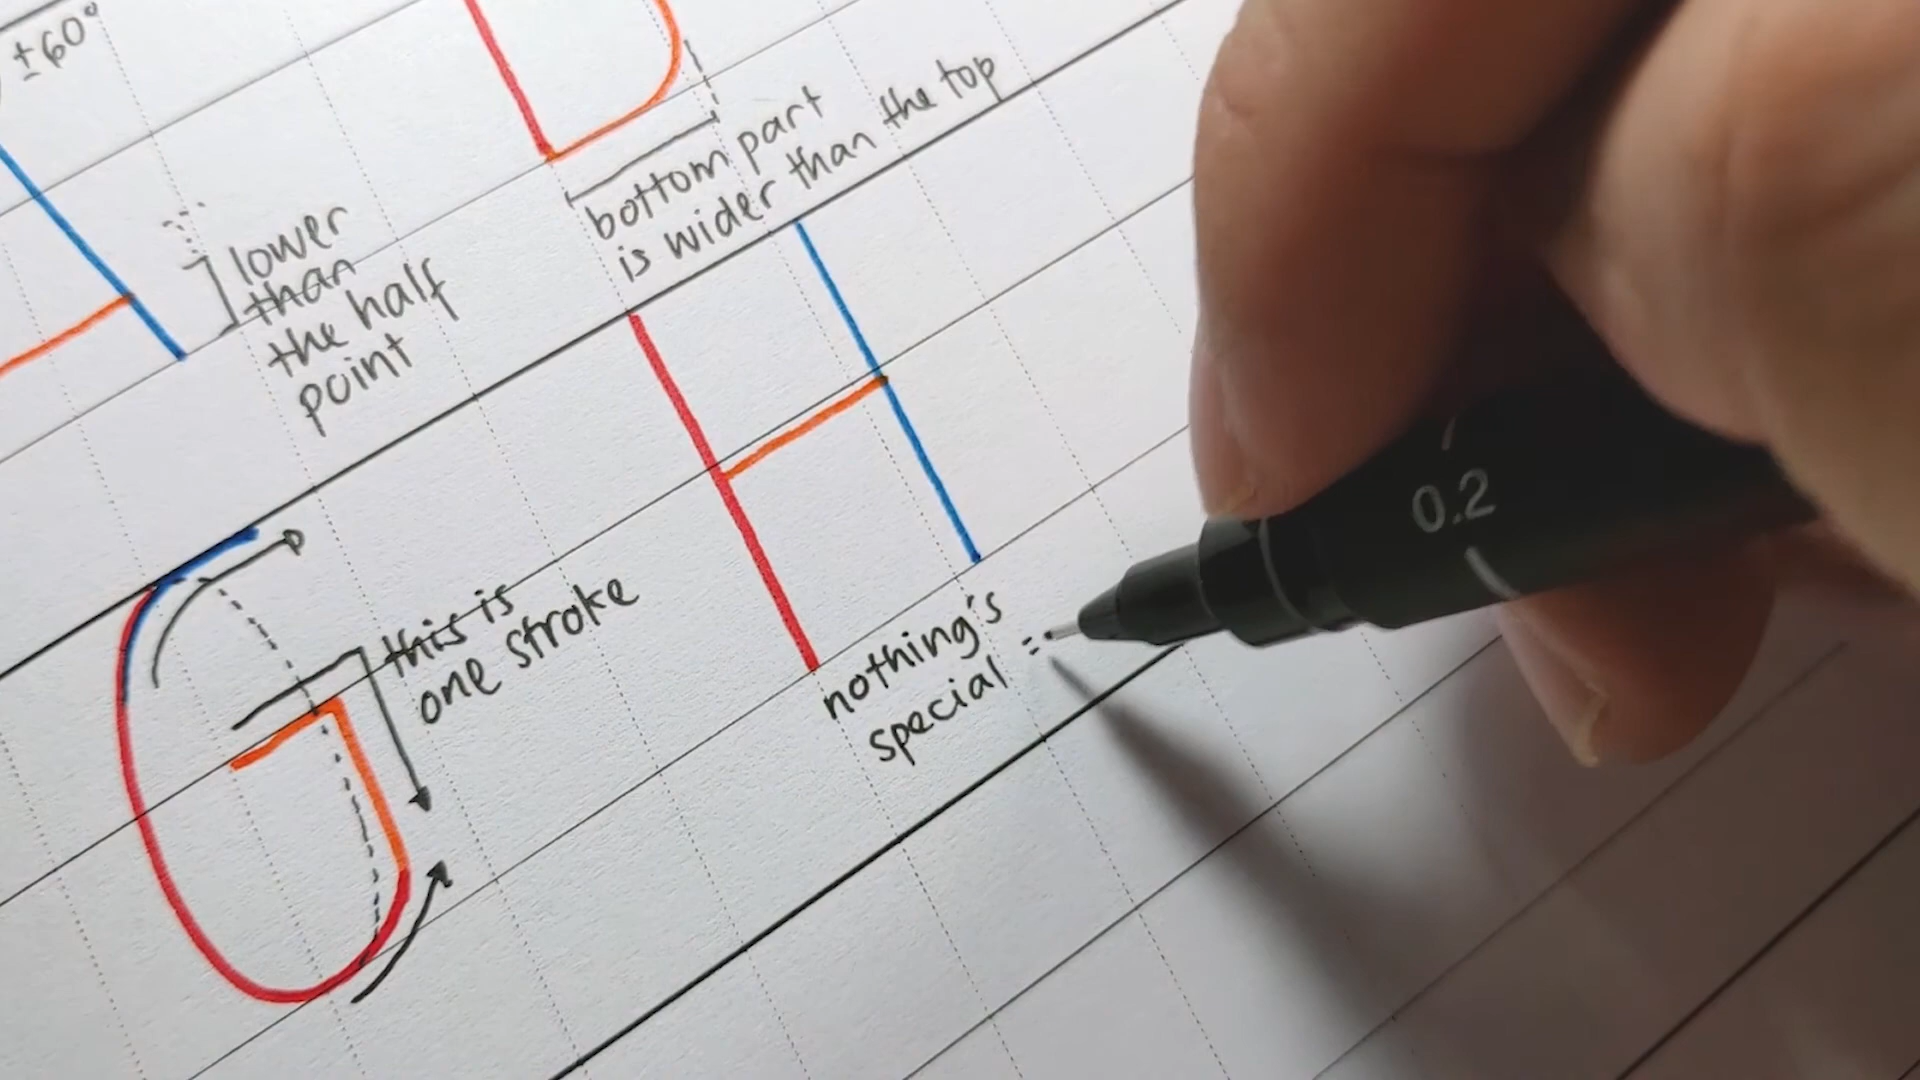 ±60°
bottom part
is wider than the top
lower
than
the half
point
H
G
this is
one stroke
nothing's
special :
0.2